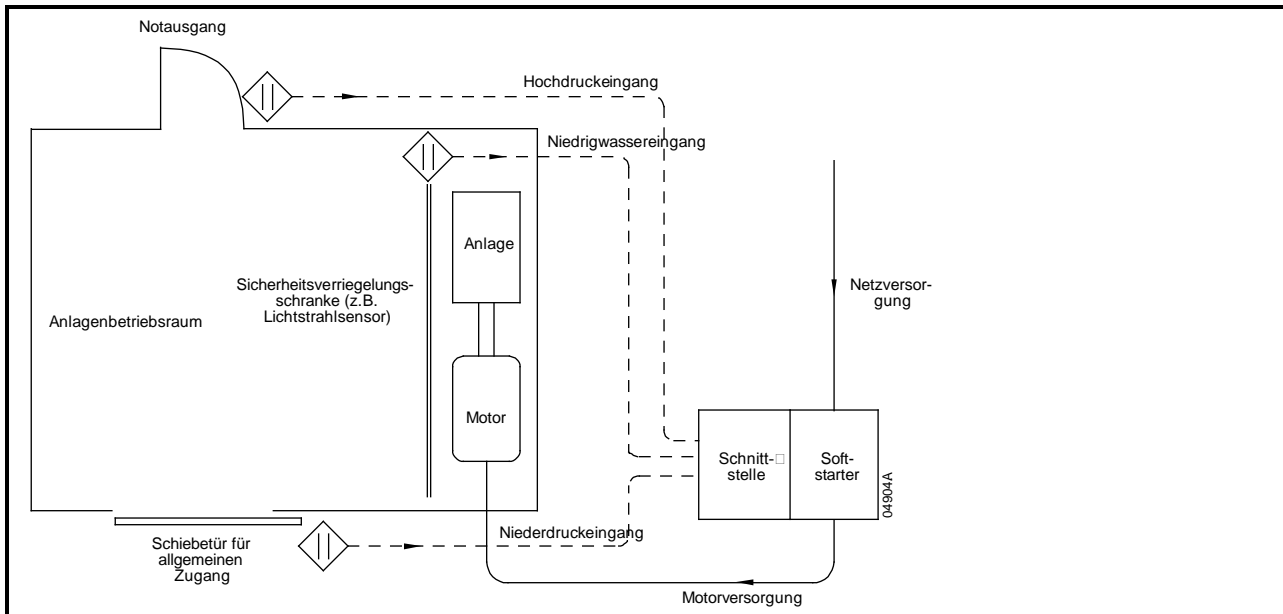 Notausgang
Hochdruckeingang
Niedrigwassereingang
Anlage
Sicherheitsverriegelungs-
schranke (z.B.
Lichtstrahlsensor)
Anlagenbetriebsraum
Netzversor-
gung
Motor
Schnitt-
stelle
Soft-
starter
04904A
Niederdruckeingang
Schiebetür für
allgemeinen
Zugang
Motorversorgung